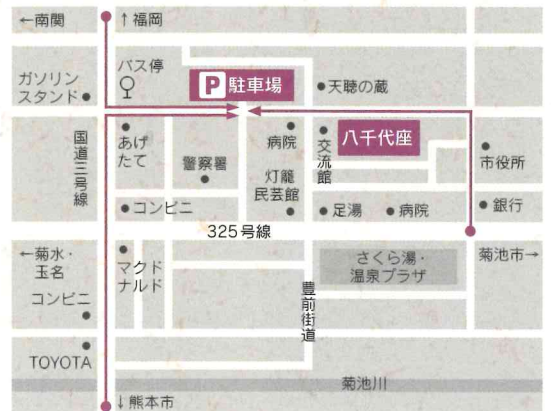 ←南関
↑福岡
ガソリン
スタンド
バス停
P 駐車場
天聴の蔵
国道三号線
あげ
たて
警察署
病院
灯籠
民芸館
交流館
八千代座
市役所
コンビニ
足湯
病院
銀行
325号線
←菊水・
玉名
コンビニ
マクド
ナルド
豊前街道
さくら湯・
温泉プラザ
菊池市→
TOYOTA
菊池川
↓熊本市